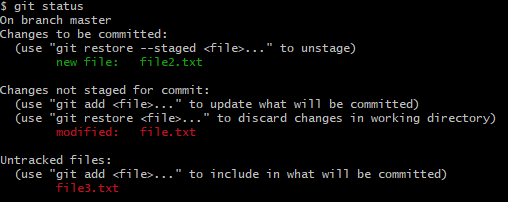 $ git status
On branch master
Changes to be committed:
  (use "git restore --staged <file>..." to unstage)
        new file:   file2.txt

Changes not staged for commit:
  (use "git add <file>..." to update what will be committed)
  (use "git restore <file>..." to discard changes in working directory)
        modified:   file.txt

Untracked files:
  (use "git add <file>..." to include in what will be committed)
        file3.txt